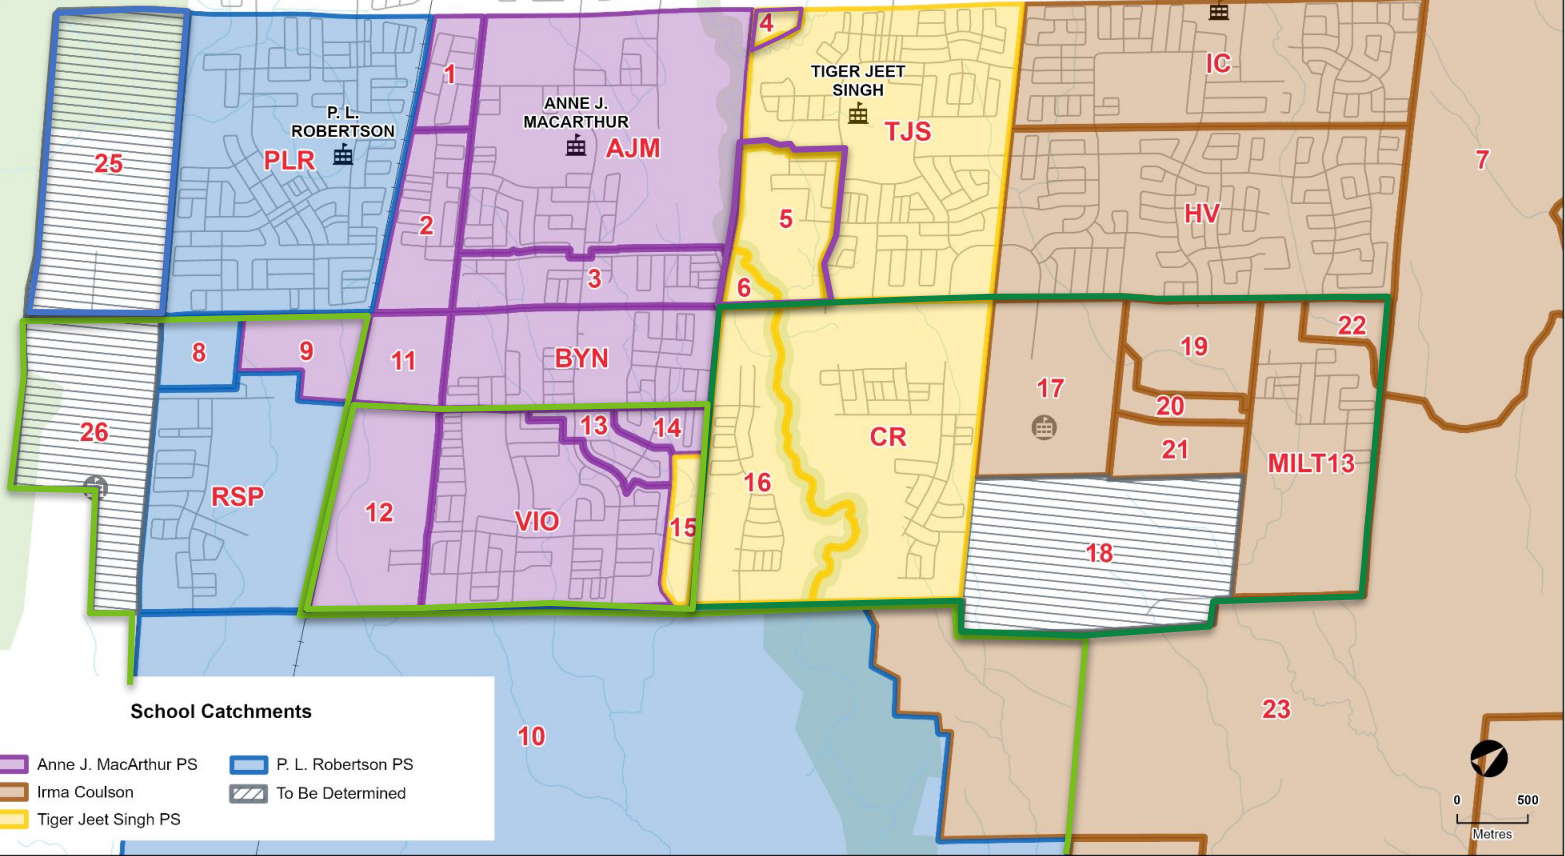 4
IC
TIGER JEET
SINGH
1
ANNE J.
MACARTHUR
P. L.
ROBERTSON
TJS
AJM
PLR
25
7
HV
5
2
3
6
22
19
8
9
11
BYN
17
20
13
14
26
CR
21
MILT13
16
RSP
12
VIO
15
18
23
10
School Catchments
Anne J. MacArthur PS
P. L. Robertson PS
Irma Coulson
To Be Determined
Tiger Jeet Singh PS
0 500
Metres